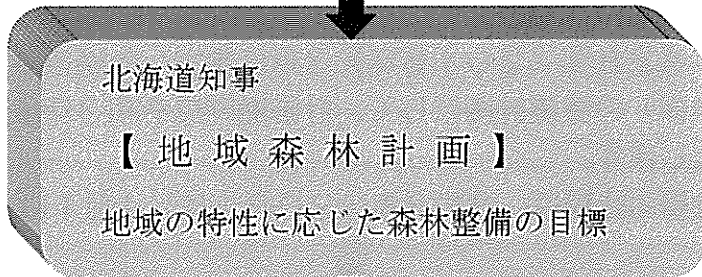 北海道知事
【 地 域 森 林 計 画 】
地域の特性に応じた森林整備の目標